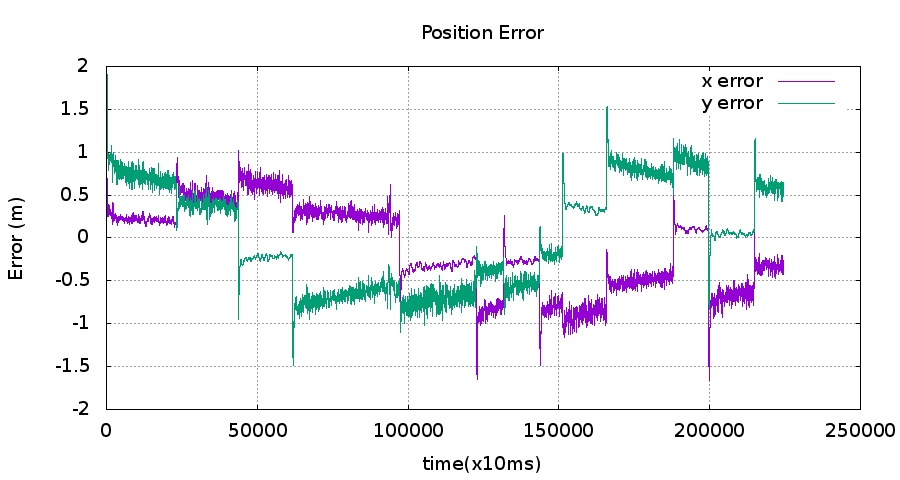 Position Error
x error
y error
2
1.5
1
0.5
0
-0.5
-1
-1.5
-2
Error (m)
0 50000 100000 150000 200000 250000
time(x10ms)